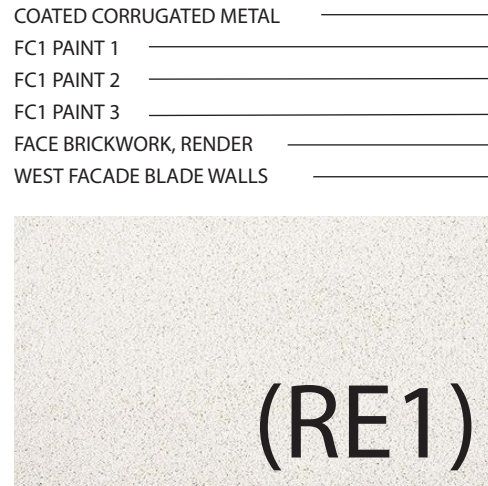 COATED CORRUGATED METAL
FC1 PAINT 1
FC1 PAINT 2
FC1 PAINT 3
FACE BRICKWORK, RENDER
WEST FACADE BLADE WALLS
(RE1)